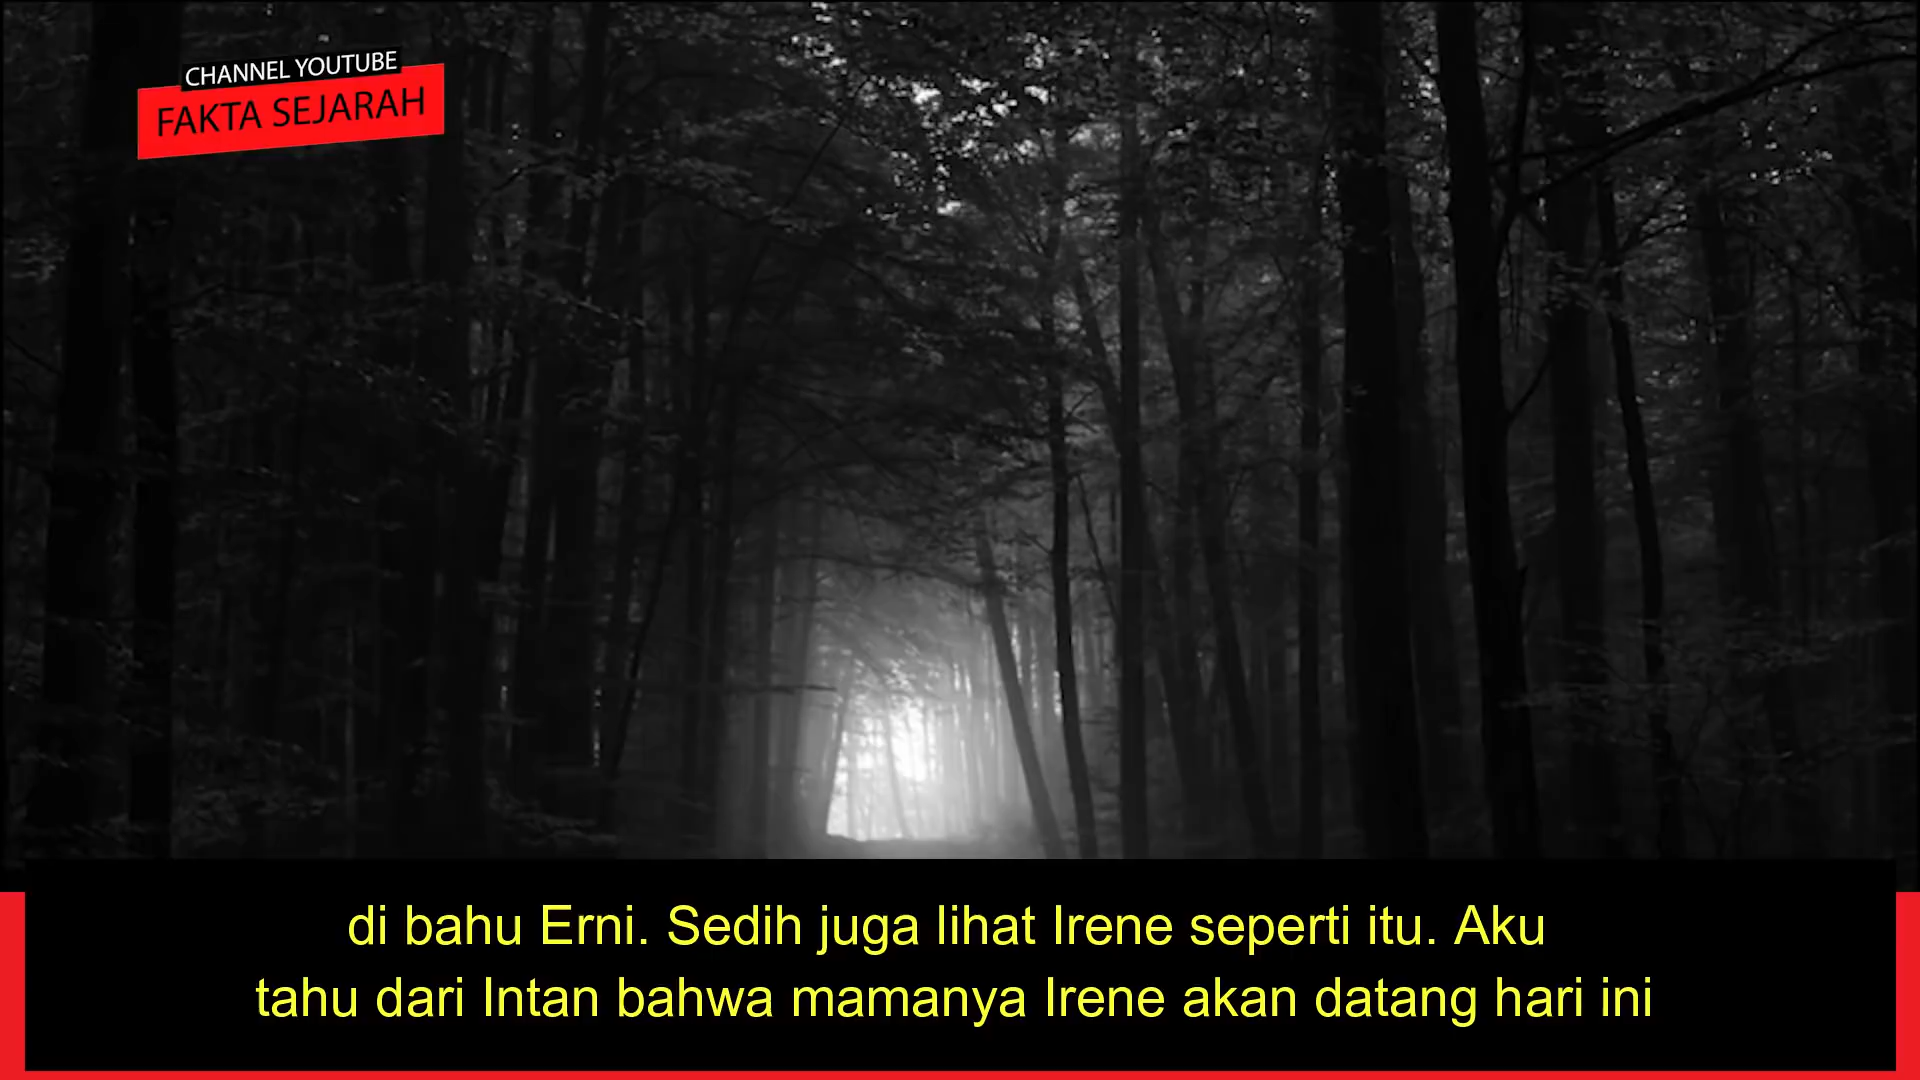 CHANNEL YOUTUBE
FAKTA SEJARAH
di bahu Erni. Sedih juga lihat Irene seperti itu. Aku
tahu dari Intan bahwa mamanya Irene akan datang hari ini